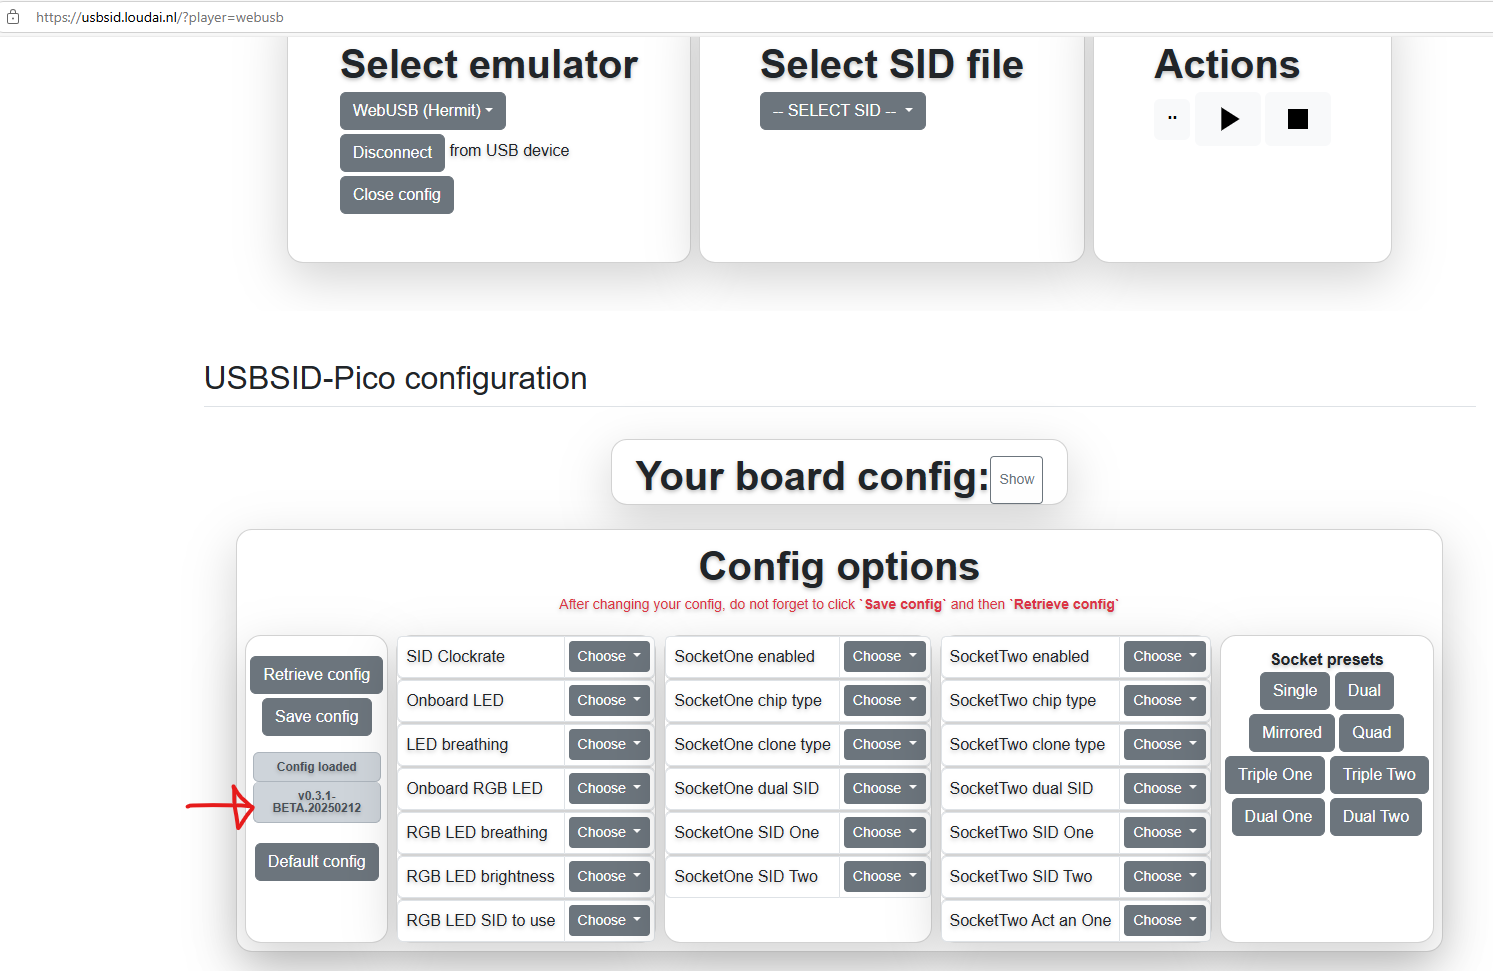 https://usbsid.loudai.nl/?player=webusb
Select emulator
WebUSB (Hermit)
Disconnect from USB device
Close config
Select SID file
-- SELECT SID --
Actions
..
USBSID-Pico configuration
Your board config: Show
Config options
After changing your config, do not forget to click `Save config` and then `Retrieve config`
Retrieve config
Save config
Config loaded
v0.3.1-
BETA.20250212
Default config
SID Clockrate Choose
Onboard LED Choose
LED breathing Choose
Onboard RGB LED Choose
RGB LED breathing Choose
RGB LED brightness Choose
RGB LED SID to use Choose
SocketOne enabled Choose
SocketOne chip type Choose
SocketOne clone type Choose
SocketOne dual SID Choose
SocketOne SID One Choose
SocketOne SID Two Choose
SocketTwo enabled Choose
SocketTwo chip type Choose
SocketTwo clone type Choose
SocketTwo dual SID Choose
SocketTwo SID One Choose
SocketTwo SID Two Choose
SocketTwo Act an One Choose
Socket presets
Single Dual
Mirrored Quad
Triple One Triple Two
Dual One Dual Two